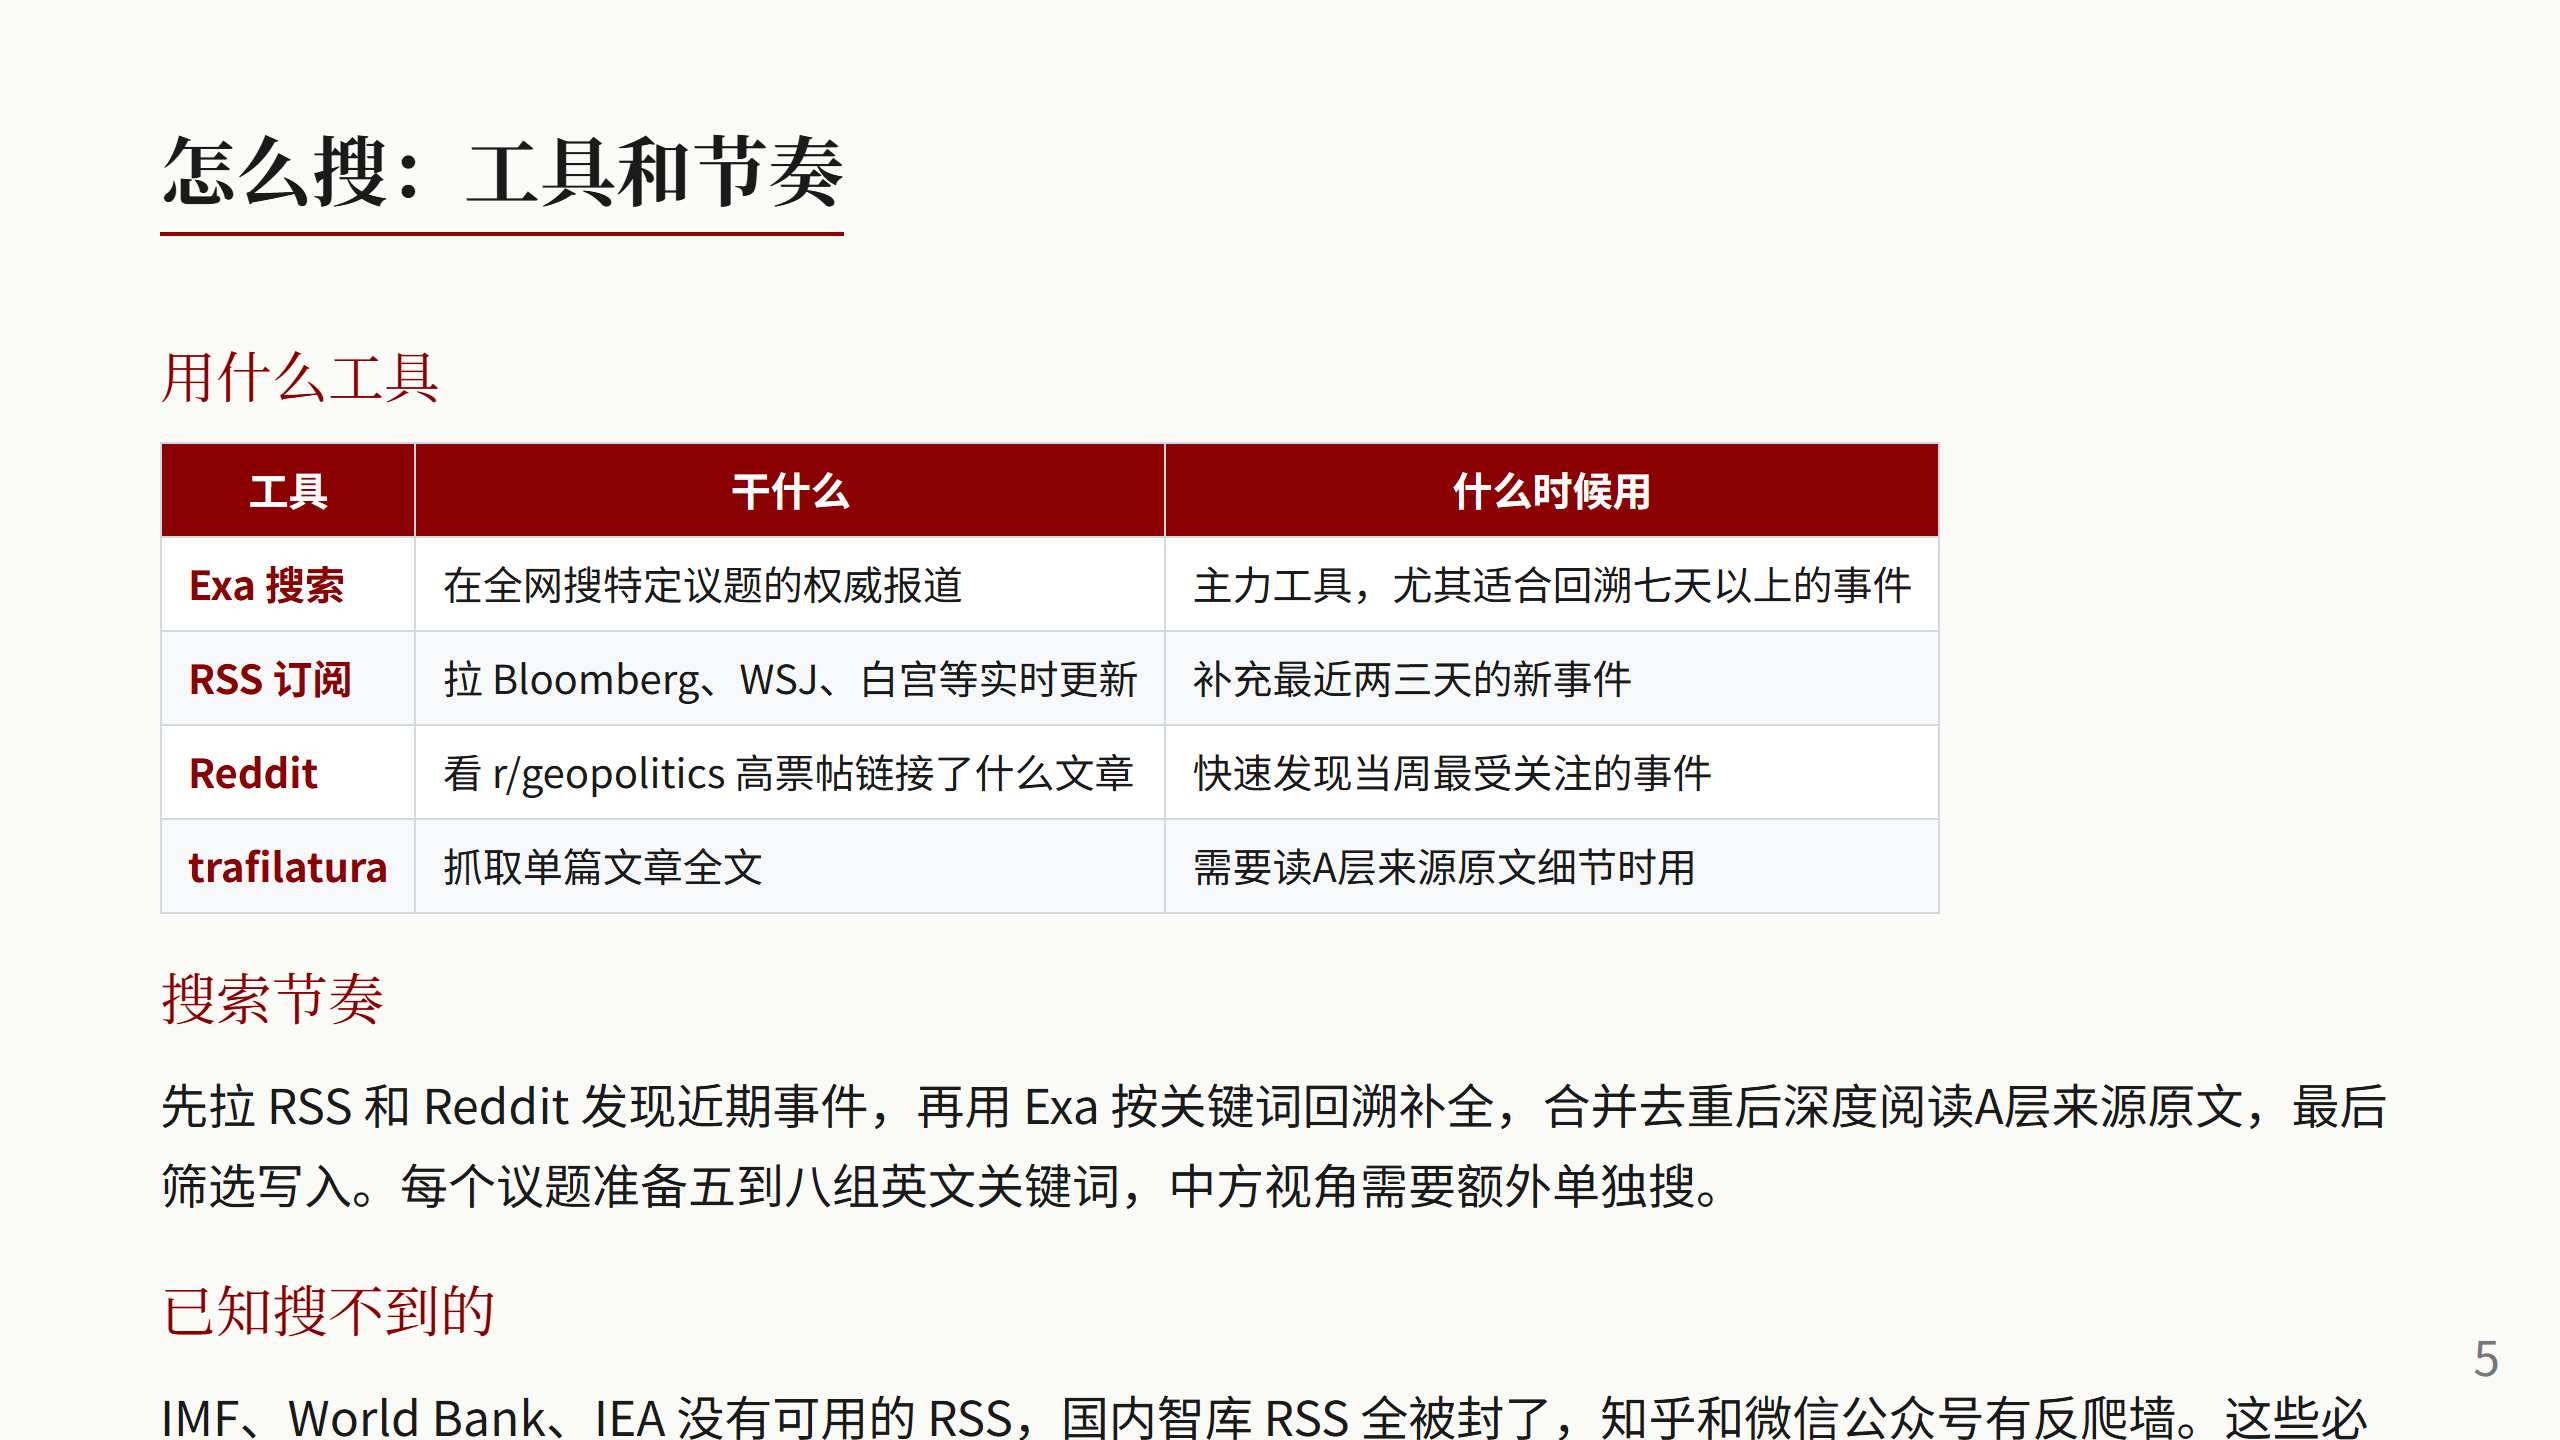 怎么搜：工具和节奏
用什么工具
工具 干什么 什么时候用
Exa 搜索 在全网搜特定议题的权威报道 主力工具，尤其适合回溯七天以上的事件
RSS 订阅 拉 Bloomberg、WSJ、白宫等实时更新 补充最近两三天的新事件
Reddit 看 r/geopolitics 高票帖链接了什么文章 快速发现当周最受关注的事件
trafilatura 抓取单篇文章全文 需要读A层来源原文细节时用
搜索节奏
先拉 RSS 和 Reddit 发现近期事件，再用 Exa 按关键词回溯补全，合并去重后深度阅读A层来源原文，最后
筛选写入。每个议题准备五到八组英文关键词，中方视角需要额外单独搜。
已知搜不到的
5
IMF、World Bank、IEA 没有可用的 RSS，国内智库 RSS 全被封了，知乎和微信公众号有反爬墙。这些必